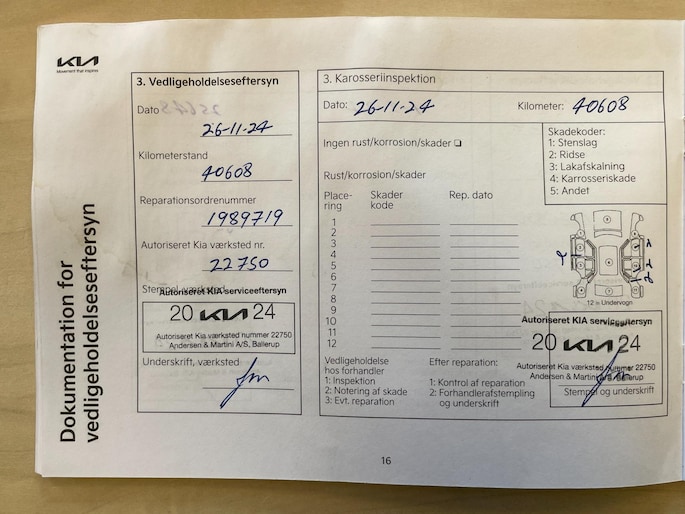 KIA
Movement that inspires
Dokumentation for
vedligeholdelseseftersyn
3. Vedligeholdelseseftersyn
Dato
26-11-24
Kilometerstand
40608
Reparationsordrenummer
1989719
Autoriseret Kia værksted nr.
22750
Stempel, værksted
Autoriseret KIA serviceeftersyn
20 KIA 24
Autoriseret Kia værksted nummer 22750
Andersen & Martini A/S, Ballerup
Underskrift, værksted
3. Karosseriinspektion
Dato: 26-11-24 Kilometer: 40608
Ingen rust/korrosion/skader
Rust/korrosion/skader
Skadekoder:
1: Stenslag
2: Ridse
3: Lakafskalning
4: Karrosseriskade
5: Andet
Place-
ring
Skader
kode
Rep. dato
1
2
3
4
5
6
7
8
9
10
11
12
12 = Undervogn
Vedligeholdelse
hos forhandler
1: Inspektion
2: Notering af skade
3: Evt. reparation
Efter reparation:
1: Kontrol af reparation
2: Forhandlerafstempling
og underskrift
Autoriseret KIA serviceeftersyn
20 KIA 24
Autoriseret Kia værksted nummer 22750
Andersen & Martini A/S, Ballerup
Stempel og underskrift
16